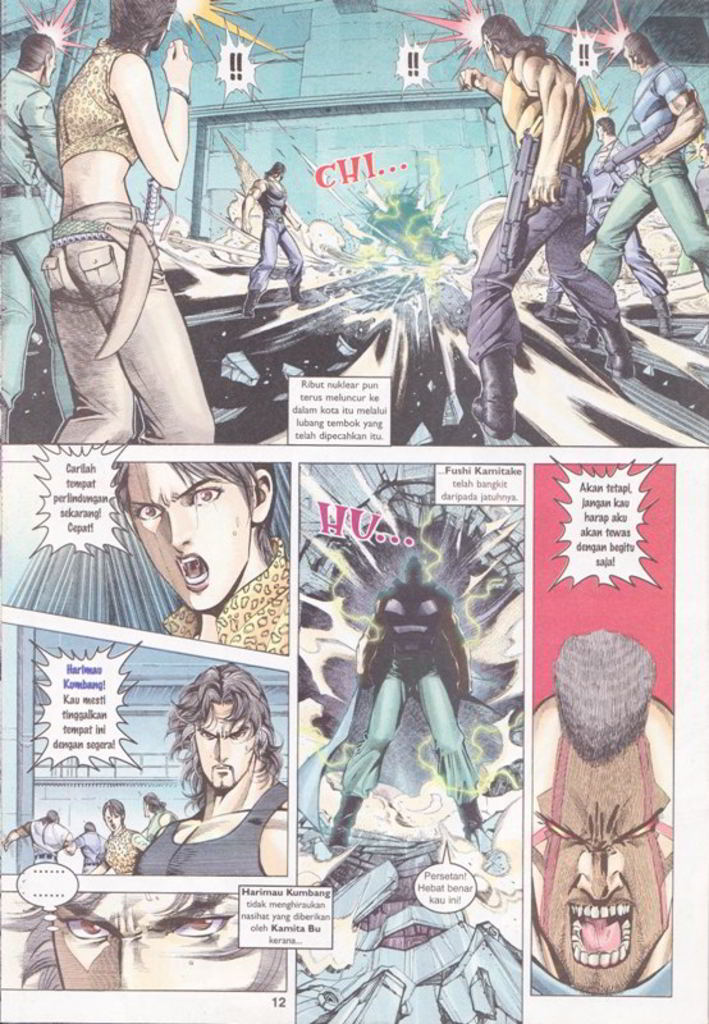 !!
!!
!!
CHI...
Ribut nuklear pun
terus meluncur ke
dalam kota itu melalui
lubang tembok yang
telah dipecahkan itu.
Carilah
tempat
perlindungan
sekarang!
Cepat!
Harimau
Kumbang!
Kau mesti
tinggalkan
tempat ini
dengan segera!
......
......
Harimau Kumbang
tidak menghiraukan
nasihat yang diberikan
oleh Kamita Bu
kerana...
...Fushi Kamitake
telah bangkit
daripada jatuhnya.
HU...
Persetan!
Hebat benar
kau ini!
Akan tetapi,
jangan kau
harap aku
akan tewas
dengan begitu
saja!
12